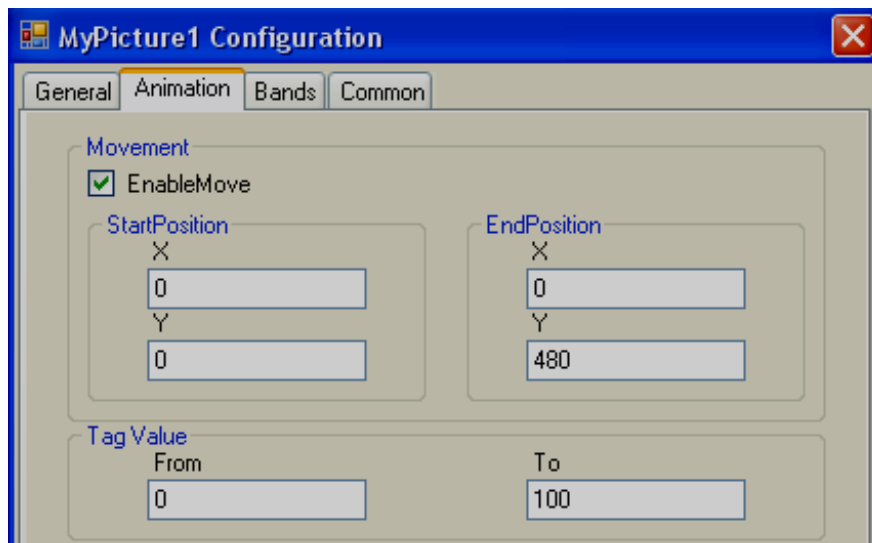 MyPicture1 Configuration
General Animation Bands Common
Movement
EnableMove
StartPosition EndPosition
X X
0 0
Y Y
0 480
Tag Value
From To
0 100